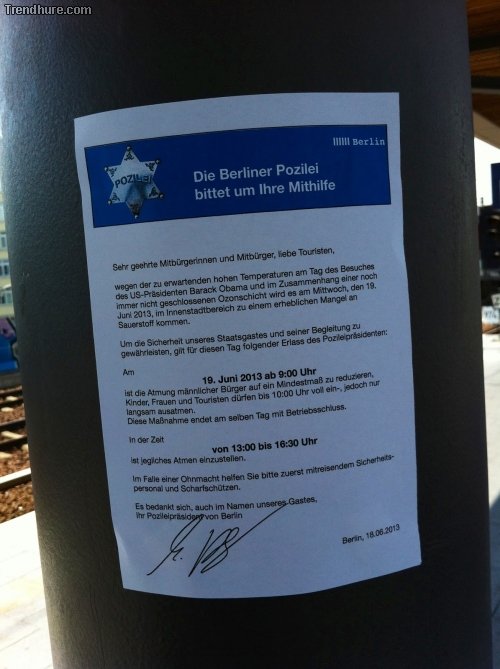 Trendhure.com
|||||| Berlin
POZILEI
Die Berliner Pozilei
bittet um Ihre Mithilfe
Sehr geehrte Mitbürgerinnen und Mitbürger, liebe Touristen,
wegen der zu erwartenden hohen Temperaturen am Tag des Besuches
des US-Präsidenten Barack Obama und im Zusammenhang einer noch
immer nicht geschlossenen Ozonschicht wird es am Mittwoch, den 19.
Juni 2013, im Innenstadtbereich zu einem erheblichen Mangel an
Sauerstoff kommen.
Um die Sicherheit unseres Staatsgastes und seiner Begleitung zu
gewährleisten, gilt für diesen Tag folgender Erlass des Pozileipräsidenten:
Am
19. Juni 2013 ab 9:00 Uhr
ist die Atmung männlicher Bürger auf ein Mindestmaß zu reduzieren,
Kinder, Frauen und Touristen dürfen bis 10:00 Uhr voll ein-, jedoch nur
langsam ausatmen.
Diese Maßnahme endet am selben Tag mit Betriebsschluss.
In der Zeit
von 13:00 bis 16:30 Uhr
ist jegliches Atmen einzustellen.
Im Falle einer Ohnmacht helfen Sie bitte zuerst mitreisendem Sicherheits-
personal und Scharfschützen.
Es bedankt sich, auch im Namen unseres Gastes,
Ihr Pozileipräsident von Berlin
Berlin, 18.06.2013